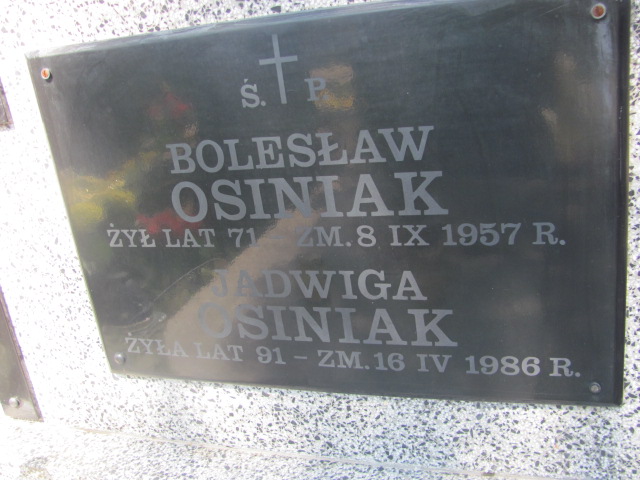 Ś. P
BOLESŁAW
OSINIAK
ŻYŁ LAT 71 - ZM. 8 IX 1957 R.
JADWIGA
OSINIAK
ŻYŁA LAT 91 - ZM. 16 IV 1986 R.